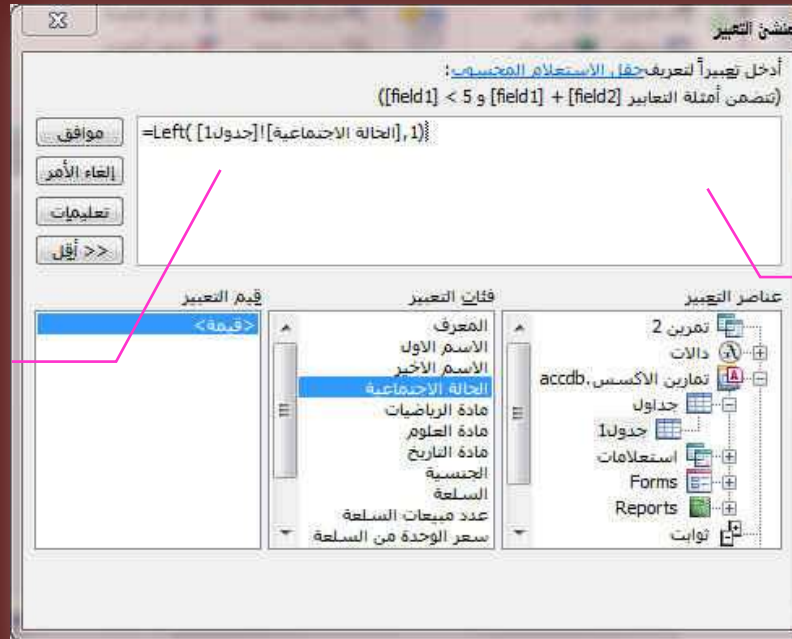 منشئ التعبير
أدخل تعبيراً لتعريف حقل الاستعلام المحسوب:
(تتضمن أمثلة التعابير [field1] + [field2] و [field1] < 5)
=Left( [جدول1]![الحالة الاجتماعية],1)
موافق
إلغاء الأمر
تعليمات
<< أقل
عناصر التعبير
تمرين 2
دالات
تمارين الاكسس.accdb
جداول
جدول1
استعلامات
Forms
Reports
ثوابت
فئات التعبير
المعرف
الاسم الاول
الاسم الاخير
الحالة الاجتماعية
مادة الرياضيات
مادة العلوم
مادة التاريخ
الجنسية
السلعة
عدد مبيعات السلعة
سعر الوحدة من السلعة
قيم التعبير
<قيمة>